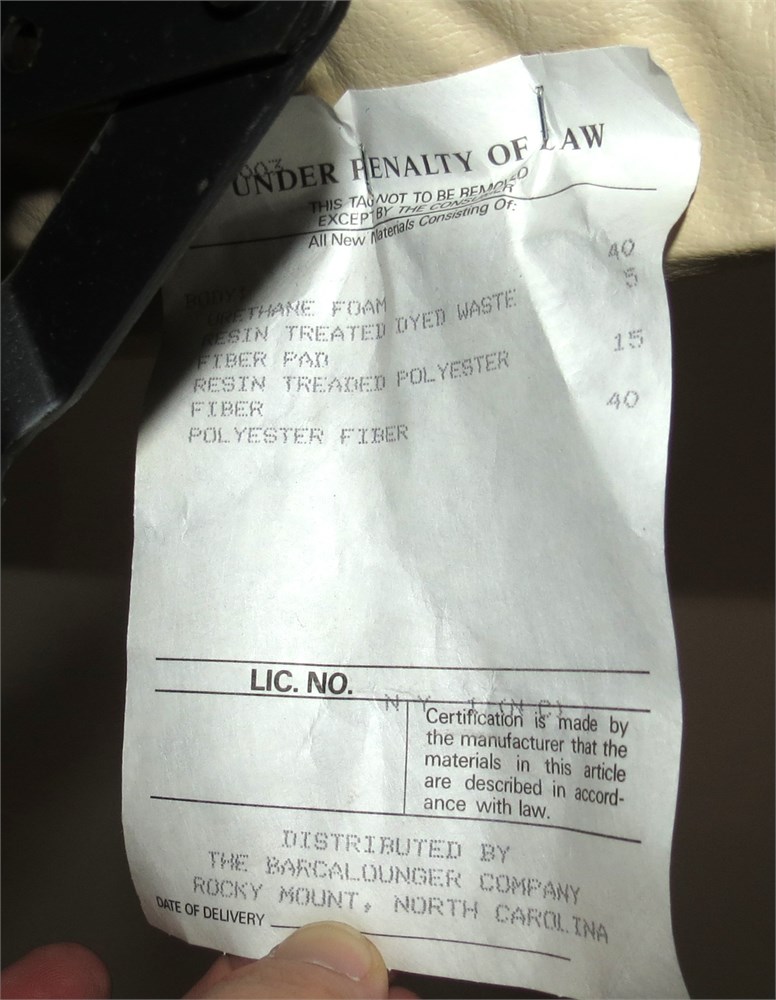 003
UNDER PENALTY OF LAW
THIS TAG NOT TO BE REMOVED
EXCEPT BY THE CONSUMER
All New Materials Consisting Of:
BODY:
URETHANE FOAM 40
RESIN TREATED DYED WASTE 5
FIBER PAD
RESIN TREADED POLYESTER 15
FIBER
POLYESTER FIBER 40
LIC. NO.
N Y 1(N C)
Certification is made by
the manufacturer that the
materials in this article
are described in accord-
ance with law.
DISTRIBUTED BY
THE BARCALOUNGER COMPANY
ROCKY MOUNT, NORTH CAROLINA
DATE OF DELIVERY